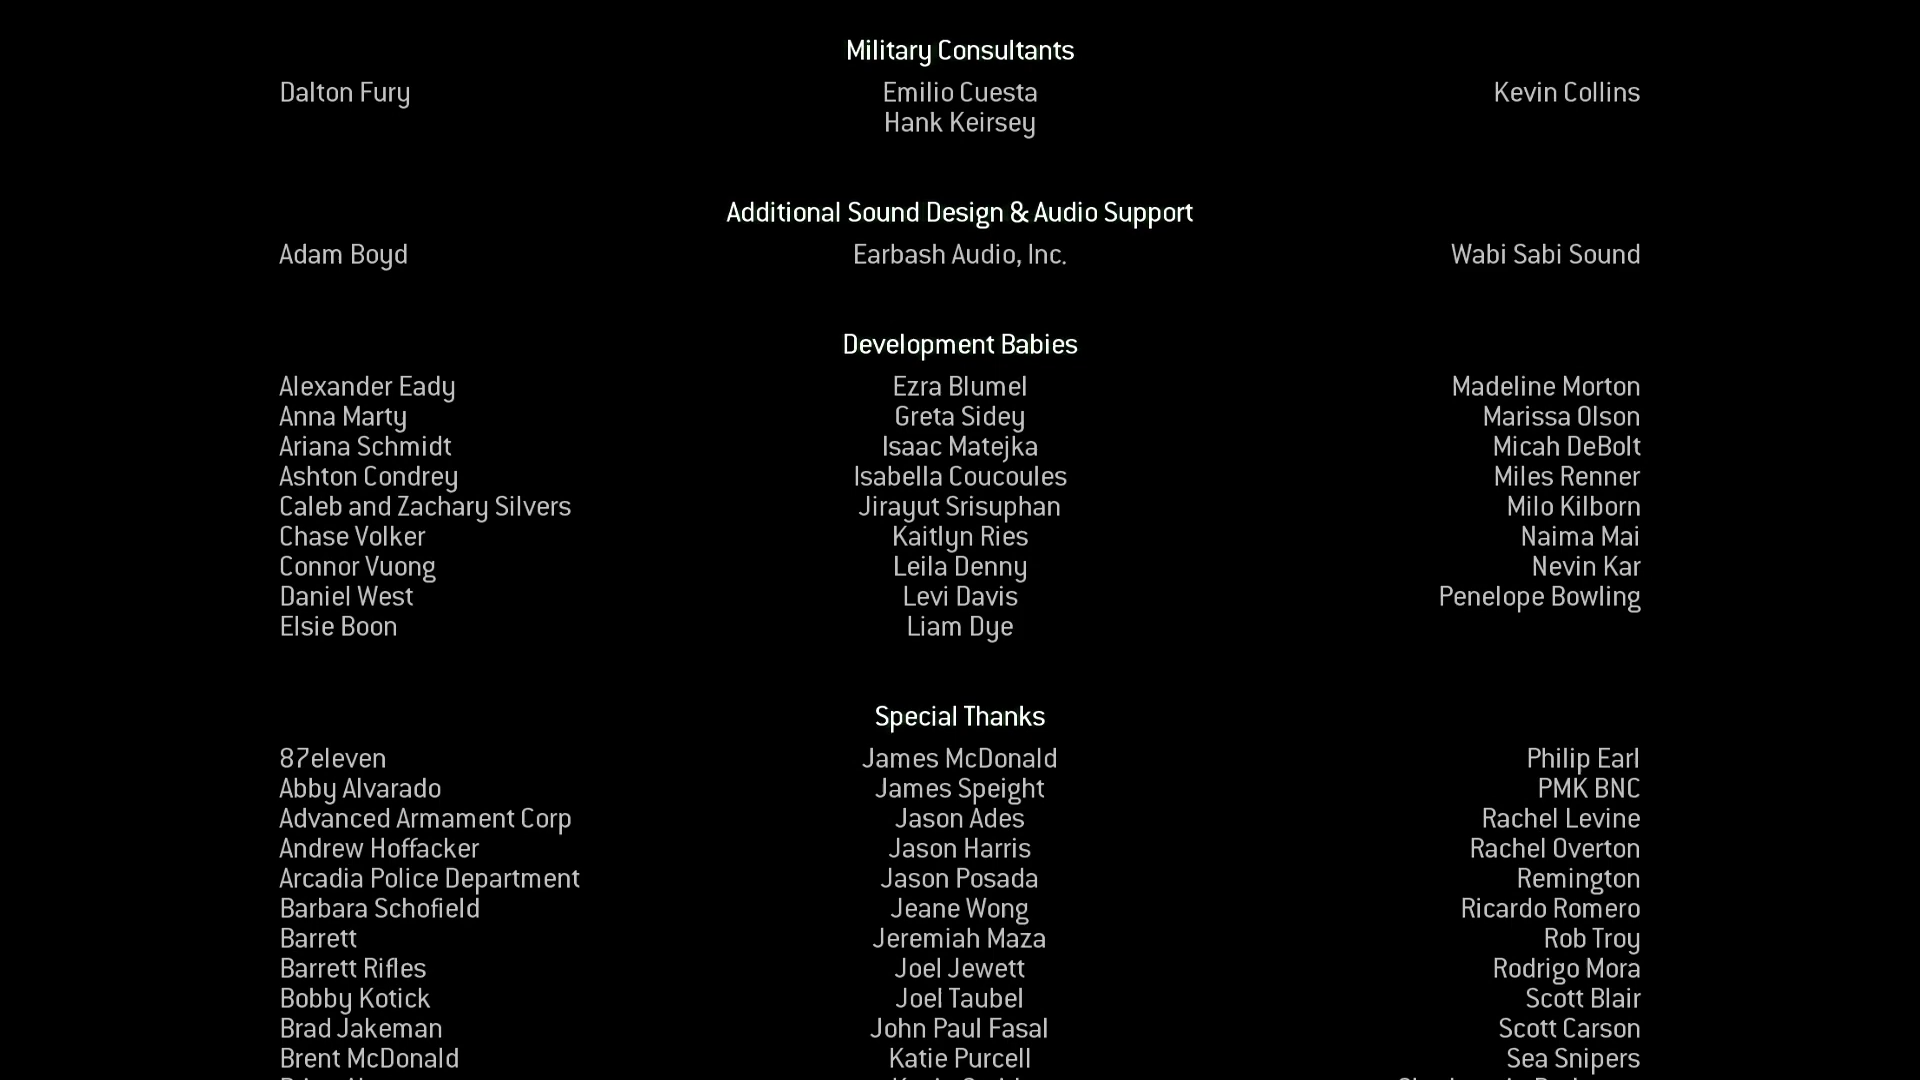 Military Consultants
Dalton Fury Emilio Cuesta Kevin Collins
Hank Keirsey
Additional Sound Design & Audio Support
Adam Boyd Earbash Audio, Inc. Wabi Sabi Sound
Development Babies
Alexander Eady Ezra Blumel Madeline Morton
Anna Marty Greta Sidey Marissa Olson
Ariana Schmidt Isaac Matejka Micah DeBolt
Ashton Condrey Isabella Coucoules Miles Renner
Caleb and Zachary Silvers Jirayut Srisuphan Milo Kilborn
Chase Volker Kaitlyn Ries Naima Mai
Connor Vuong Leila Denny Nevin Kar
Daniel West Levi Davis Penelope Bowling
Elsie Boon Liam Dye
Special Thanks
87eleven James McDonald Philip Earl
Abby Alvarado James Speight PMK BNC
Advanced Armament Corp Jason Ades Rachel Levine
Andrew Hoffacker Jason Harris Rachel Overton
Arcadia Police Department Jason Posada Remington
Barbara Schofield Jeane Wong Ricardo Romero
Barrett Jeremiah Maza Rob Troy
Barrett Rifles Joel Jewett Rodrigo Mora
Bobby Kotick Joel Taubel Scott Blair
Brad Jakeman John Paul Fasal Scott Carson
Brent McDonald Katie Purcell Sea Snipers